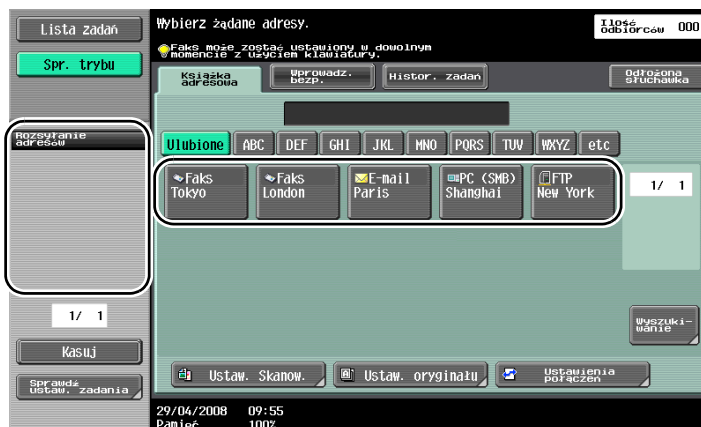 Lista zadań
Wybierz żądane adresy.
Ilość
odbiorców 000
Faks może zostać ustawiony w dowolnym
momencie z użyciem klawiatury.
Spr. trybu
Książka
adresowa
Wprowadz.
bezp.
Histor. zadań
Odłożona
słuchawka
Rozsyłanie
adresów
Ulubione ABC DEF GHI JKL MNO PQRS TUV WXYZ etc
Faks
Tokyo
Faks
London
E-mail
Paris
PC (SMB)
Shanghai
FTP
New York
1/ 1
1/ 1
Wyszuki-
wanie
Kasuj
Sprawdź
ustaw. zadania
Ustaw. Skanow.
Ustaw. oryginału
Ustawienia
połączeń
29/04/2008 09:55
Pamięć 100%